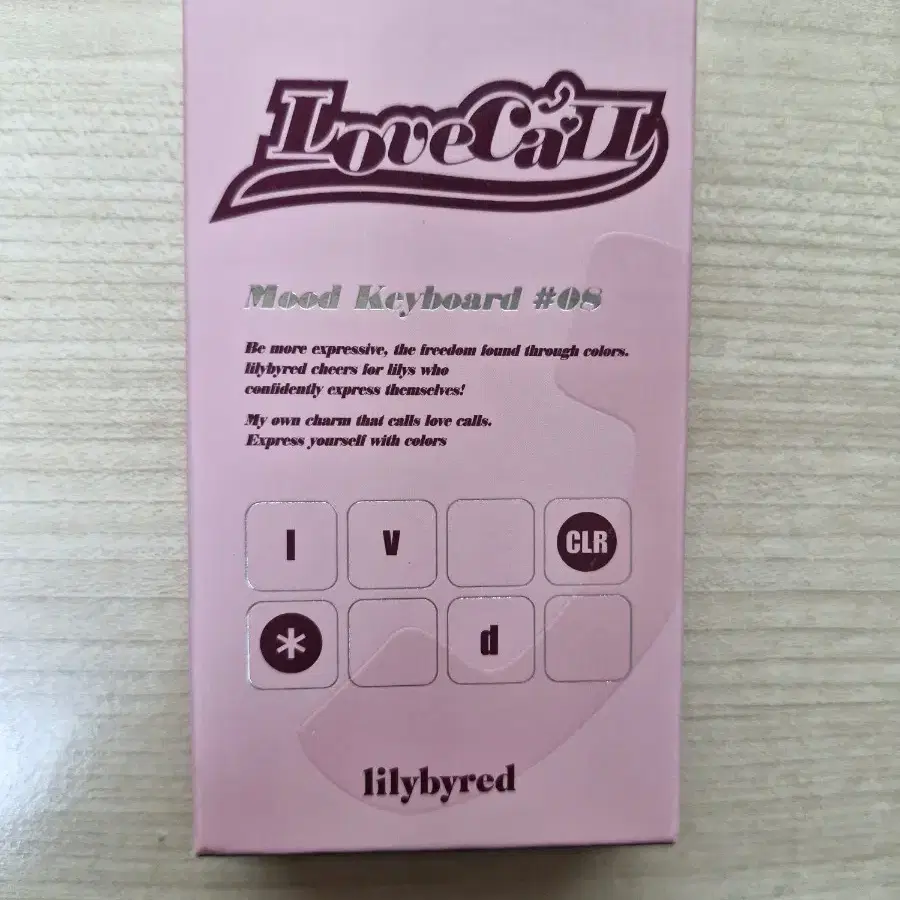 LoveCall
Mood Keyboard #08
Be more expressive, the freedom found through colors.
lilybyred cheers for lilys who
confidently express themselves!
My own charm that calls love calls.
Express yourself with colors
l v CLR
* d
lilybyred